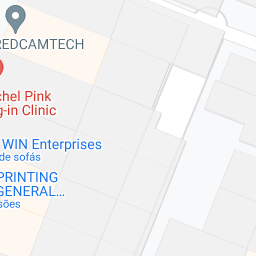 REDCAMTECH
chel Pink
g-in Clinic
WIN Enterprises
de sofás
PRINTING
GENERAL...
sões